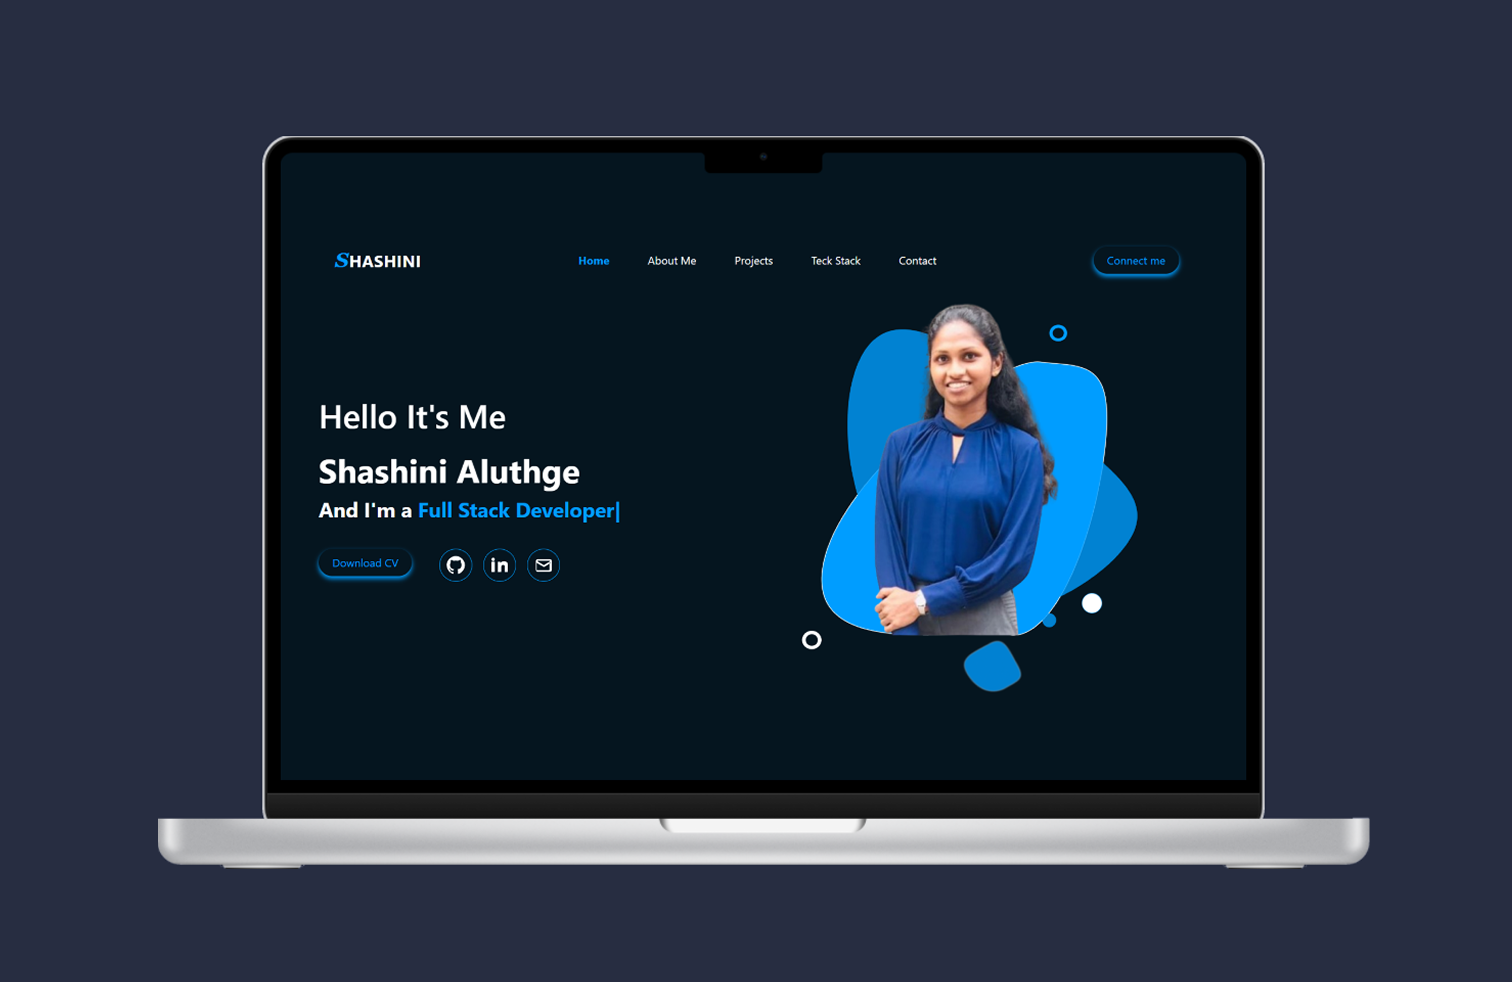 SHASHINI
Home About Me Projects Teck Stack Contact
Connect me
Hello It's Me
Shashini Aluthge
And I'm a Full Stack Developer|
Download CV
in